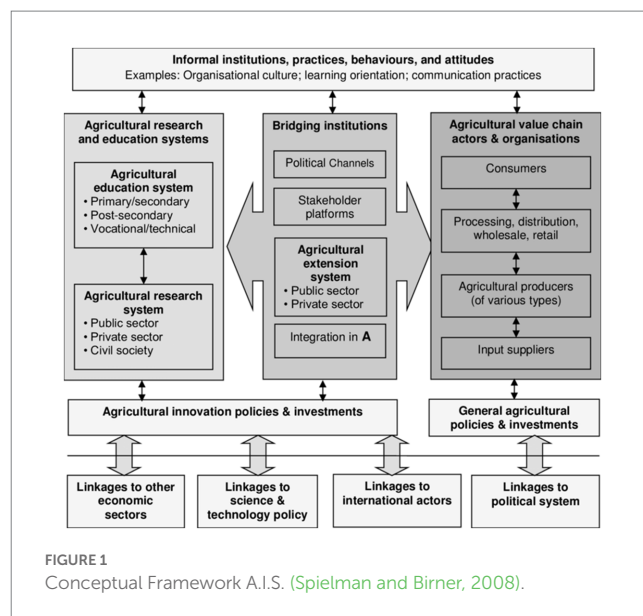 Informal institutions, practices, behaviours, and attitudes
Examples: Organisational culture; learning orientation; communication practices
Agricultural research
and education systems
Agricultural
education system
• Primary/secondary
• Post-secondary
• Vocational/technical
Agricultural research
system
• Public sector
• Private sector
• Civil society
Bridging institutions
Political Channels
Stakeholder
platforms
Agricultural
extension
system
• Public sector
• Private sector
Integration in A
Agricultural value chain
actors & organisations
Consumers
Processing, distribution,
wholesale, retail
Agricultural producers
(of various types)
Input suppliers
Agricultural innovation policies & investments
General agricultural
policies & investments
Linkages to other
economic
sectors
Linkages to
science &
technology policy
Linkages to
international actors
Linkages to
political system
FIGURE 1
Conceptual Framework A.I.S. (Spielman and Birner, 2008).